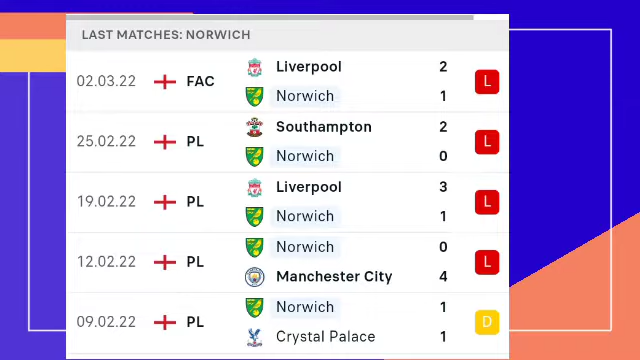 LAST MATCHES: NORWICH
Liverpool 2
02.03.22 FAC L
Norwich 1
Southampton 2
25.02.22 PL L
Norwich 0
Liverpool 3
19.02.22 PL L
Norwich 1
Norwich 0
12.02.22 PL L
Manchester City 4
Norwich 1
09.02.22 PL D
Crystal Palace 1